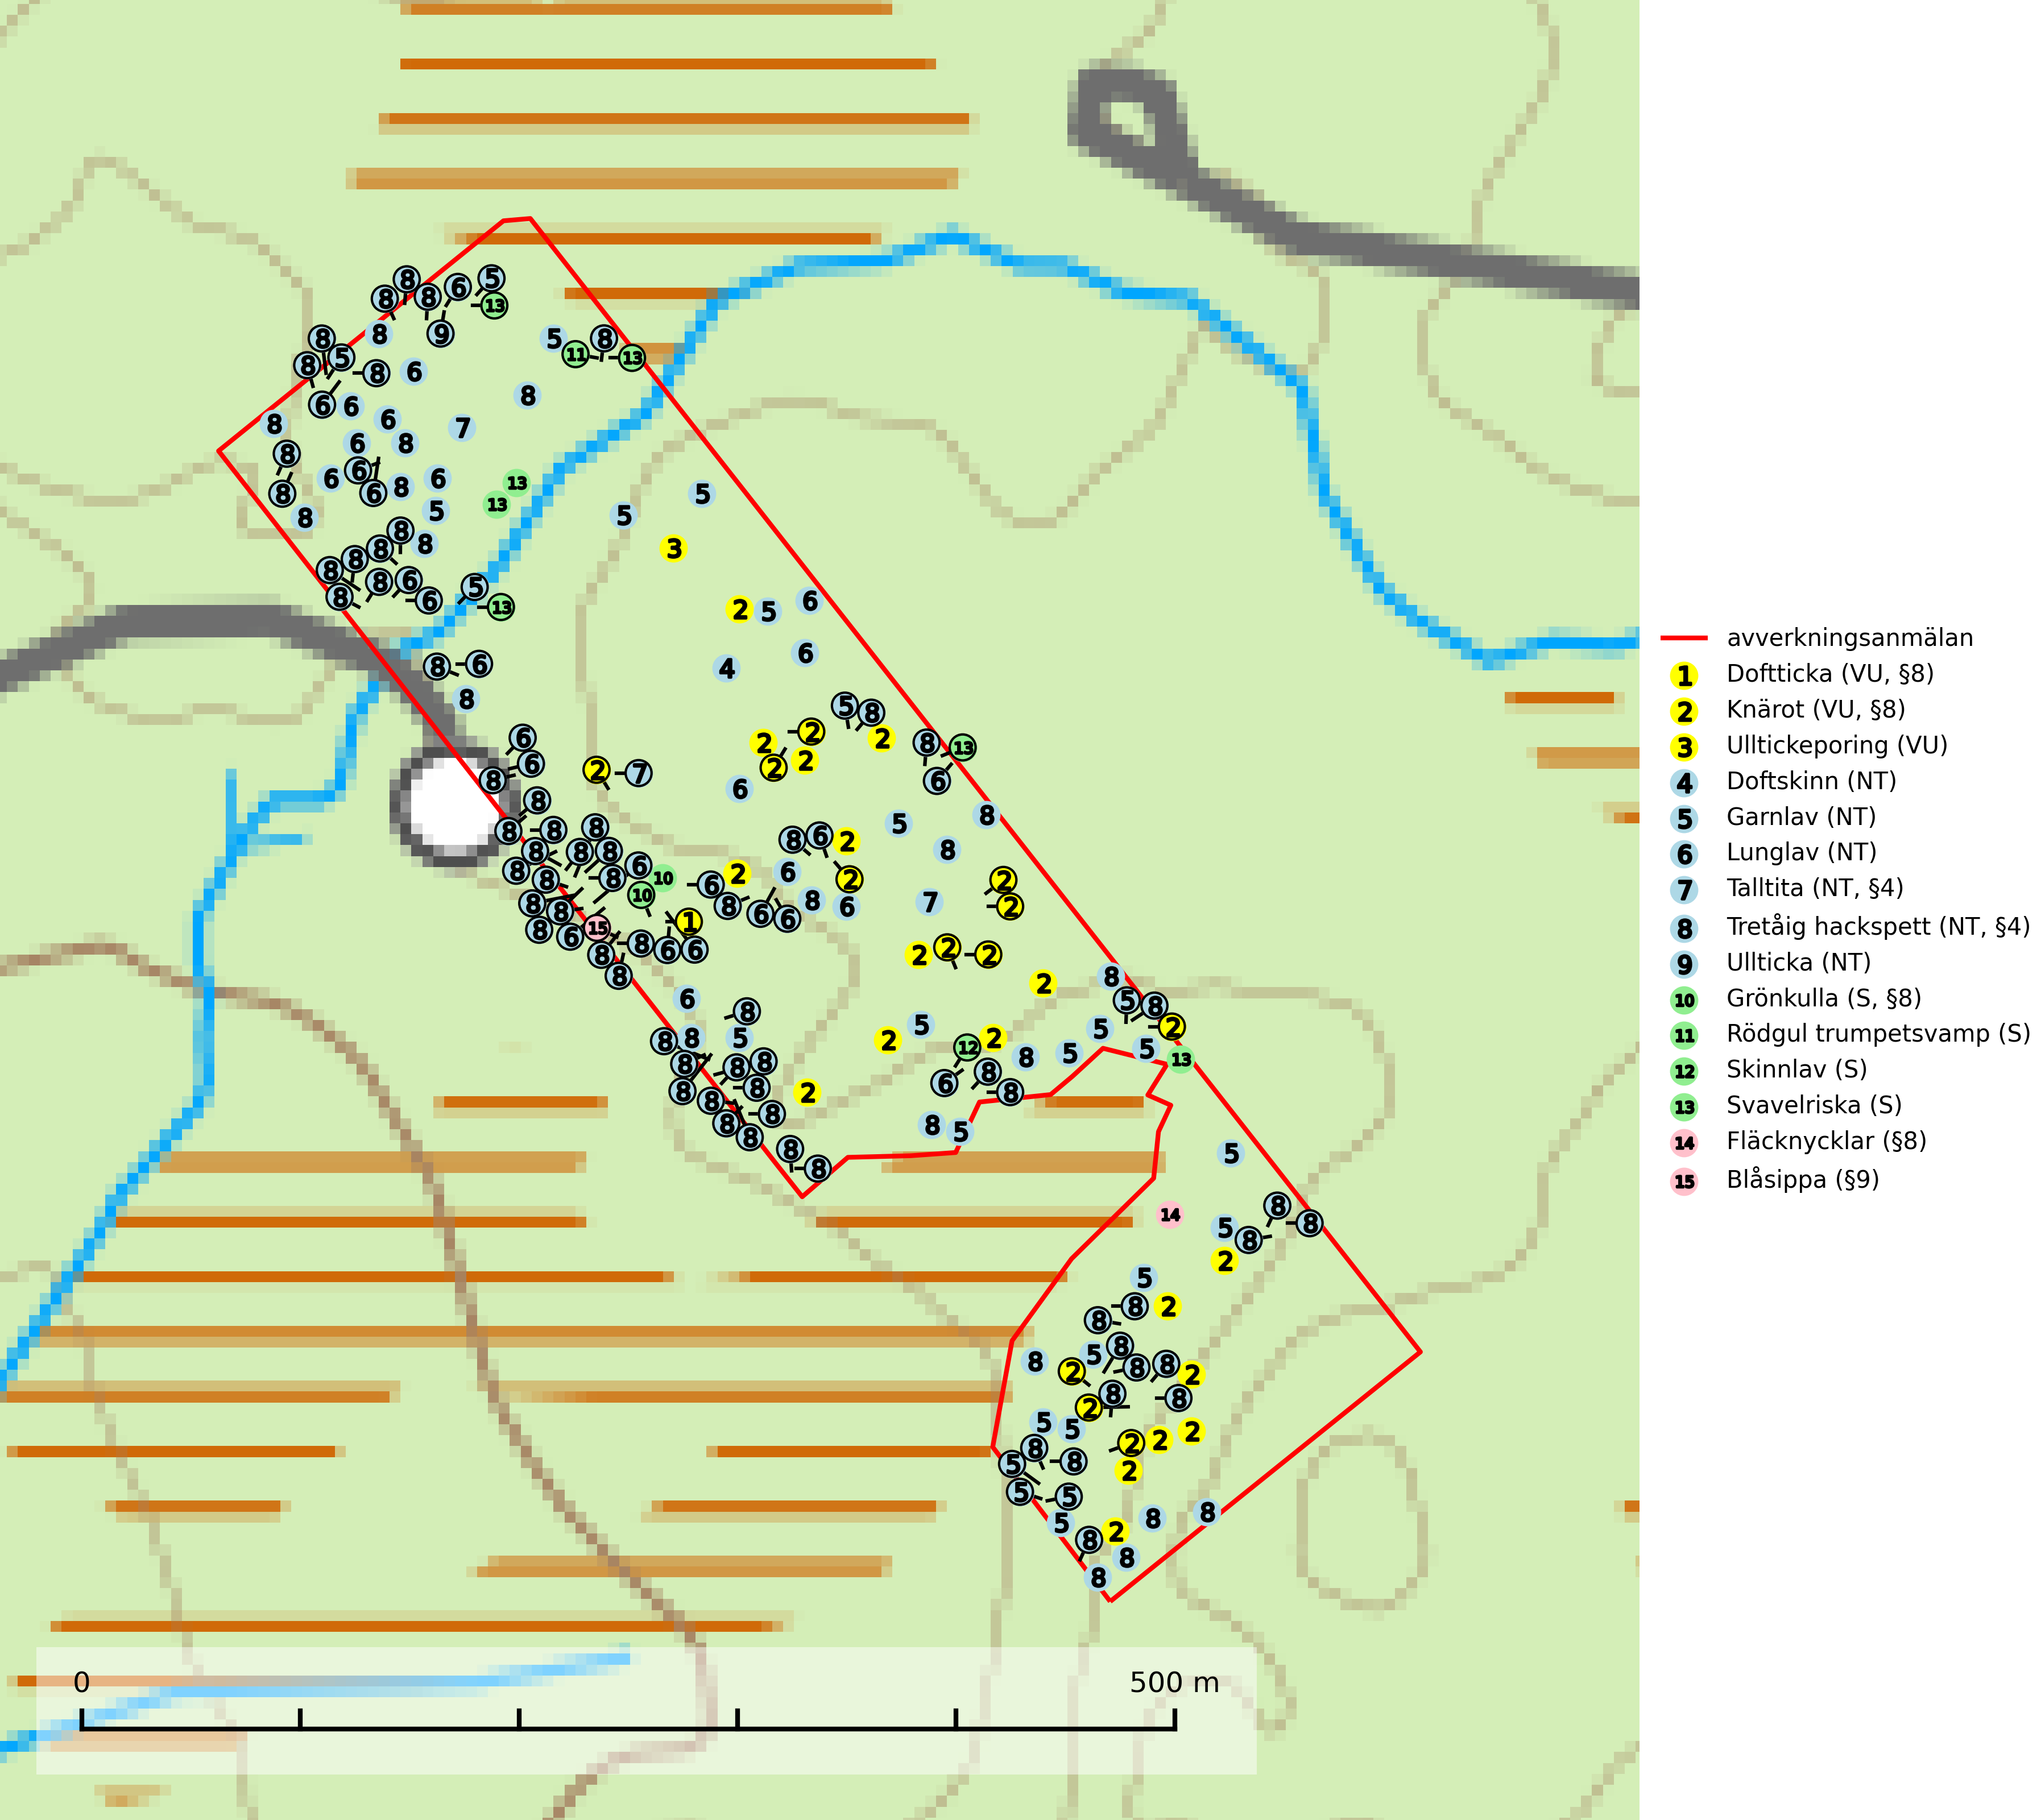 avverkningsanmälan
1 Doftticka (VU, §8)
2 Knärot (VU, §8)
3 UllticKeporing (VU)
4 Doftskinn (NT)
5 Garnlav (NT)
6 Lunglav (NT)
7 Talltita (NT, §4)
8 Tretåig hackspett (NT, §4)
9 Ullticka (NT)
10 Grönkulla (S, §8)
11 Rödgul trumpetsvamp (S)
12 Skinnlav (S)
13 Svavelriska (S)
14 Fläcknycklar (§8)
15 Blåsippa (§9)
0 500 m